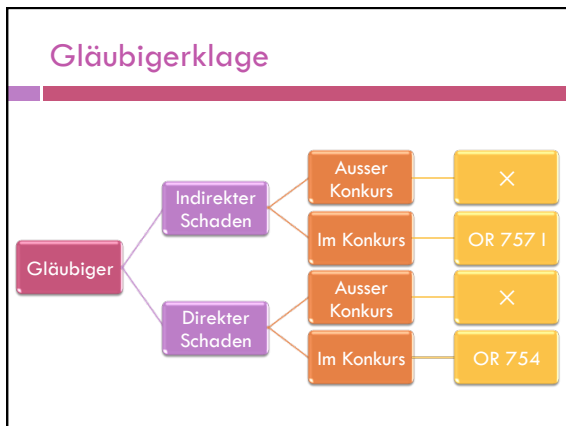 Gläubigerklage
Gläubiger
Indirekter
Schaden
Ausser
Konkurs
X
Im Konkurs
OR 757 I
Direkter
Schaden
Ausser
Konkurs
X
Im Konkurs
OR 754